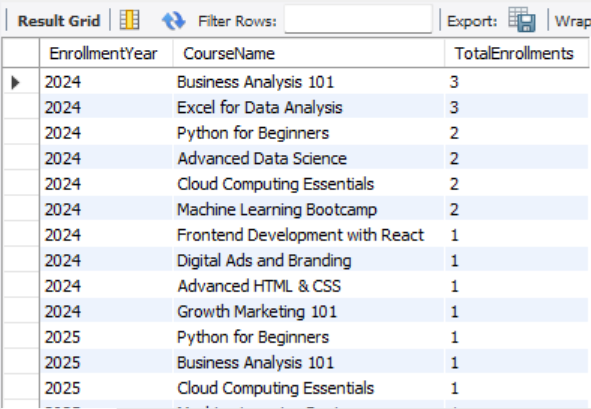 Result Grid Filter Rows: Export: Wrap
EnrollmentYear CourseName TotalEnrollments
2024 Business Analysis 101 3
2024 Excel for Data Analysis 3
2024 Python for Beginners 2
2024 Advanced Data Science 2
2024 Cloud Computing Essentials 2
2024 Machine Learning Bootcamp 2
2024 Frontend Development with React 1
2024 Digital Ads and Branding 1
2024 Advanced HTML & CSS 1
2024 Growth Marketing 101 1
2025 Python for Beginners 1
2025 Business Analysis 101 1
2025 Cloud Computing Essentials 1